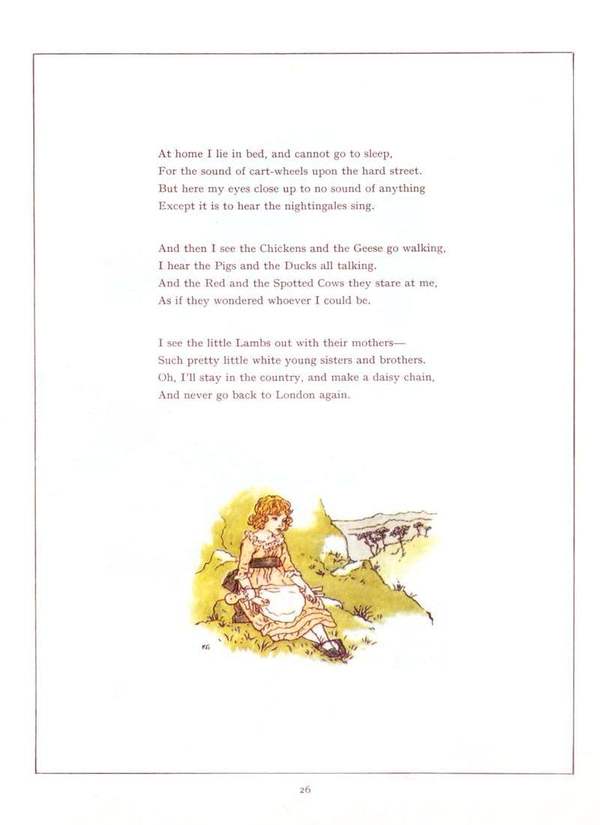 At home I lie in bed, and cannot go to sleep,
For the sound of cart-wheels upon the hard street.
But here my eyes close up to no sound of anything
Except it is to hear the nightingales sing.
And then I see the Chickens and the Geese go walking,
I hear the Pigs and the Ducks all talking.
And the Red and the Spotted Cows they stare at me,
As if they wondered whoever I could be.
I see the little Lambs out with their mothers—
Such pretty little white young sisters and brothers.
Oh, I'll stay in the country, and make a daisy chain,
And never go back to London again.
KG
26